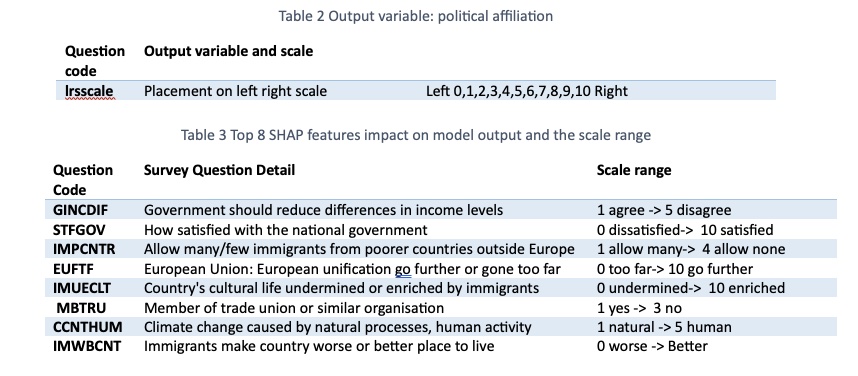 Table 2 Output variable: political affiliation
Question code Output variable and scale
lrsscale Placement on left right scale Left 0,1,2,3,4,5,6,7,8,9,10 Right
Table 3 Top 8 SHAP features impact on model output and the scale range
Question Code Survey Question Detail Scale range
GINCDIF Government should reduce differences in income levels 1 agree -> 5 disagree
STFGOV How satisfied with the national government 0 dissatisfied-> 10 satisfied
IMPCNTR Allow many/few immigrants from poorer countries outside Europe 1 allow many-> 4 allow none
EUFTF European Union: European unification go further or gone too far 0 too far-> 10 go further
IMUECLT Country's cultural life undermined or enriched by immigrants 0 undermined-> 10 enriched
MBTRU Member of trade union or similar organisation 1 yes -> 3 no
CCNTHUM Climate change caused by natural processes, human activity 1 natural -> 5 human
IMWBCNT Immigrants make country worse or better place to live 0 worse -> Better